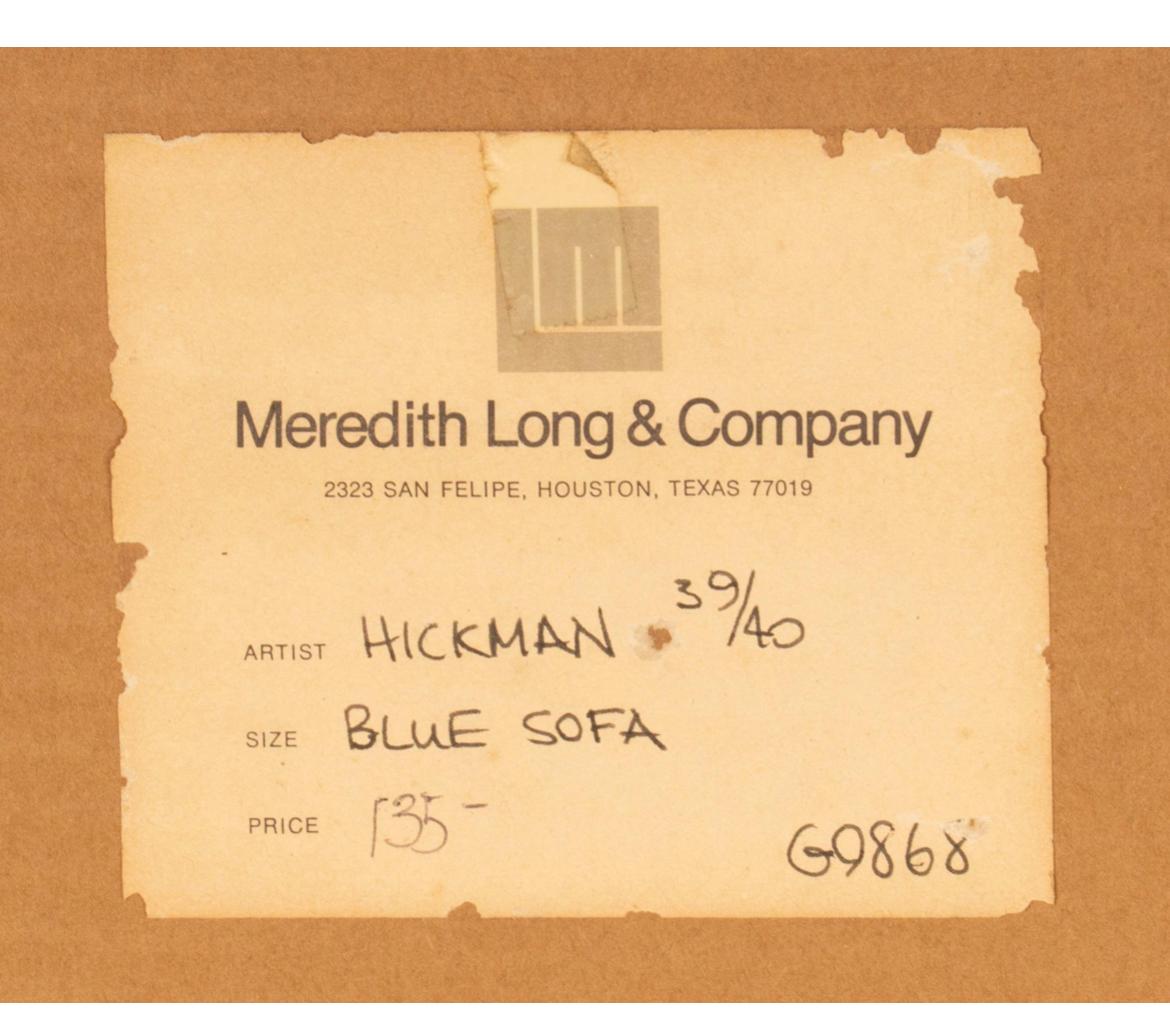 Meredith Long & Company
2323 SAN FELIPE, HOUSTON, TEXAS 77019
ARTIST HICKMAN 39/40
SIZE BLUE SOFA
PRICE 135-
G9868